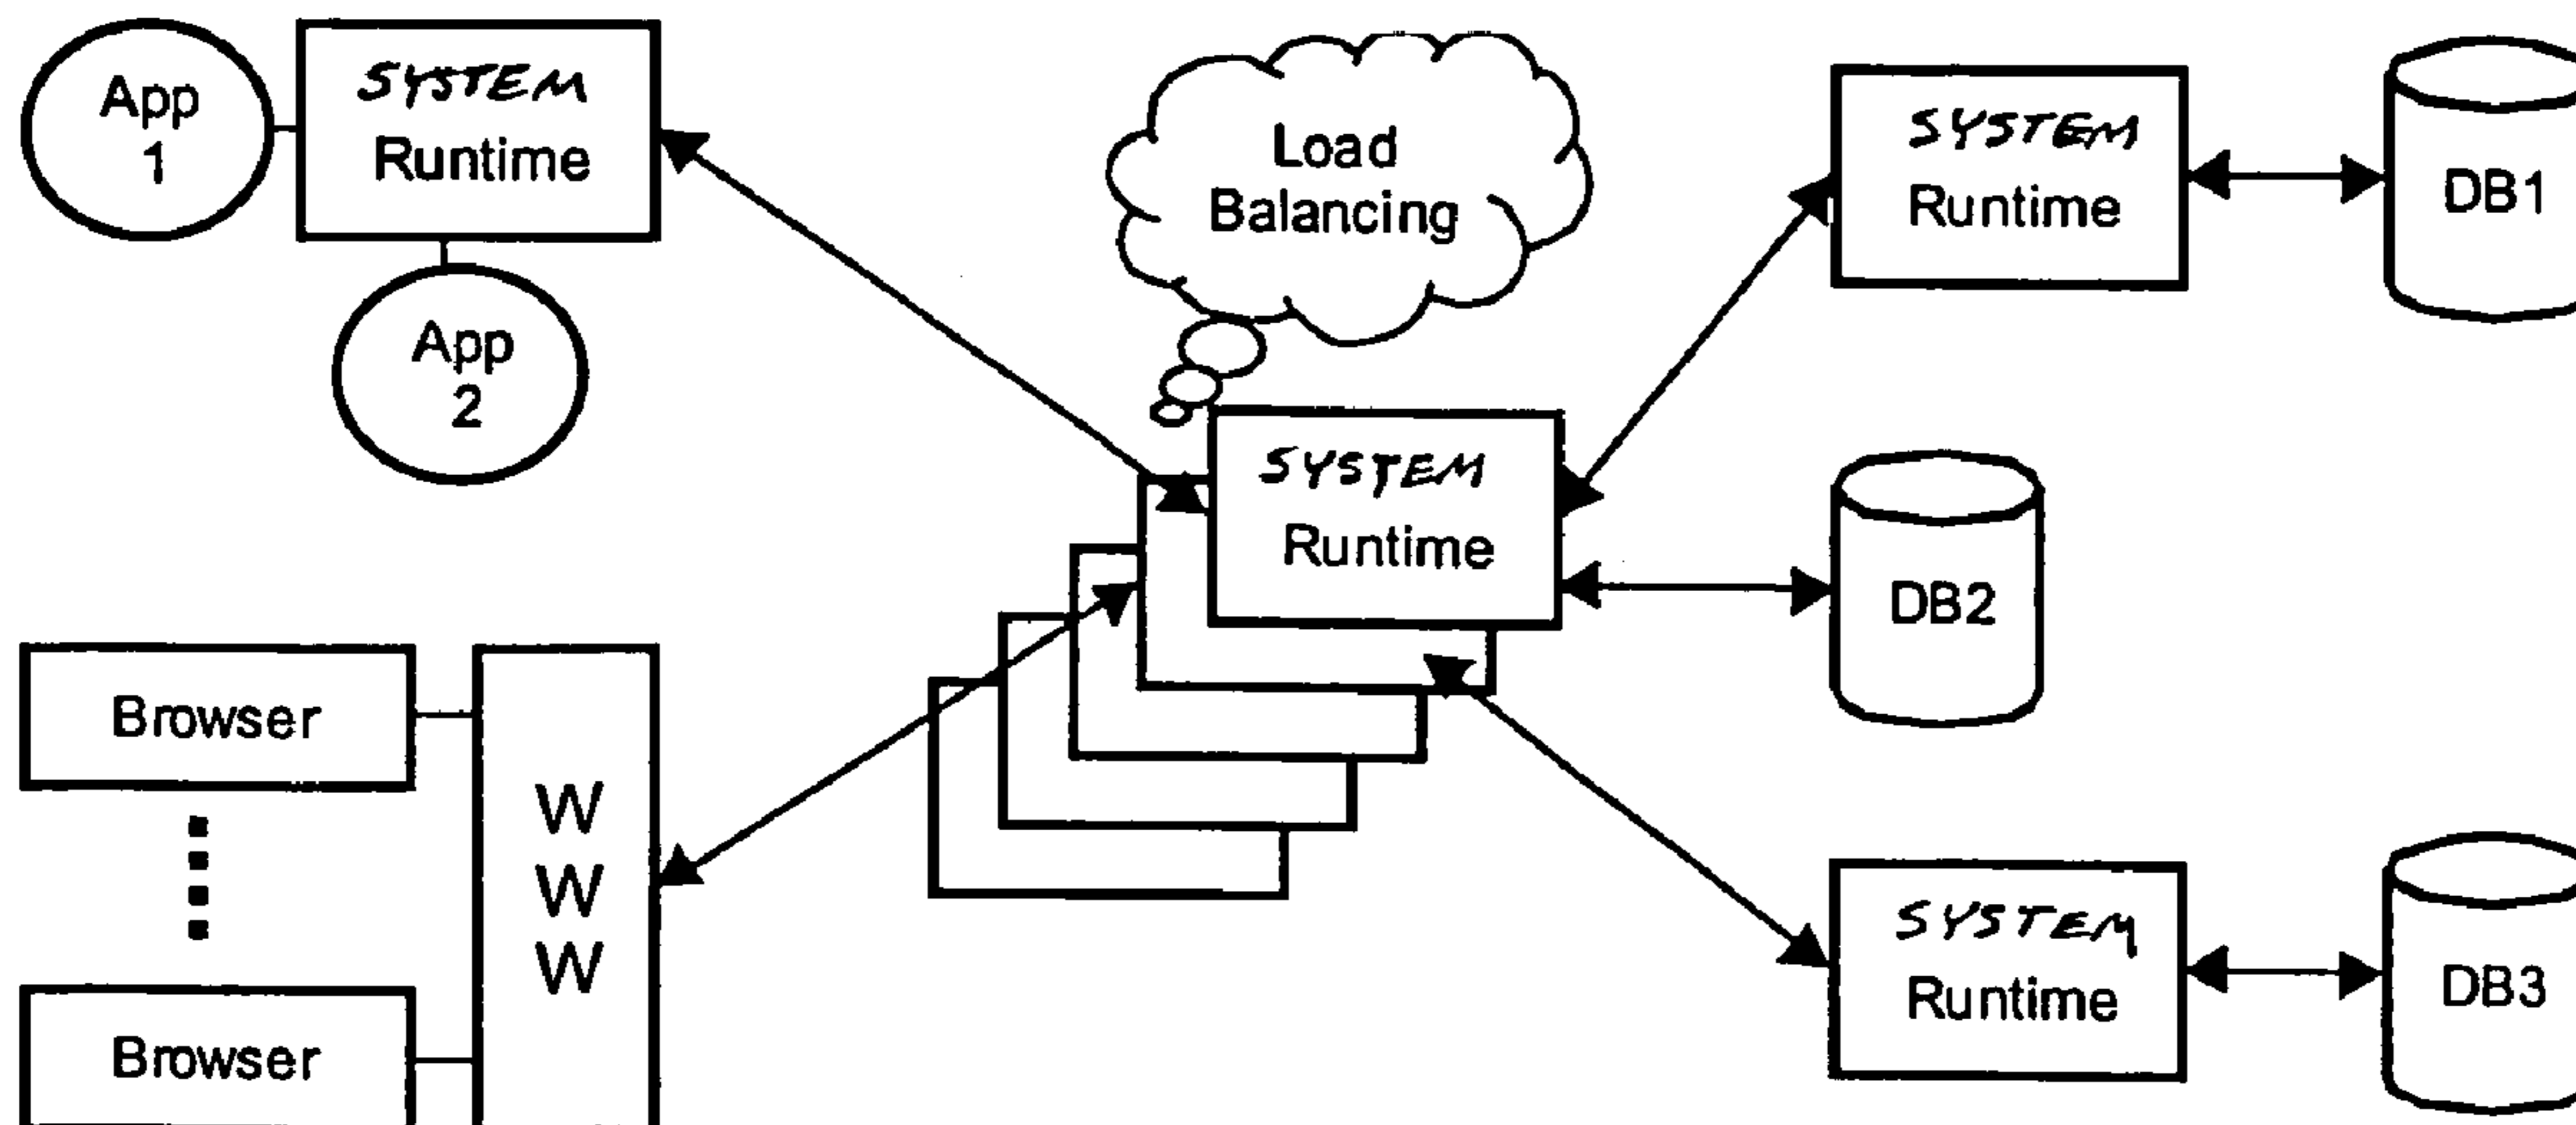 App
1
SYSTEM
Runtime
App
2
Load
Balancing
SYSTEM
Runtime
SYSTEM
Runtime
DB1
DB2
Browser
Browser
W
W
W
SYSTEM
Runtime
DB3